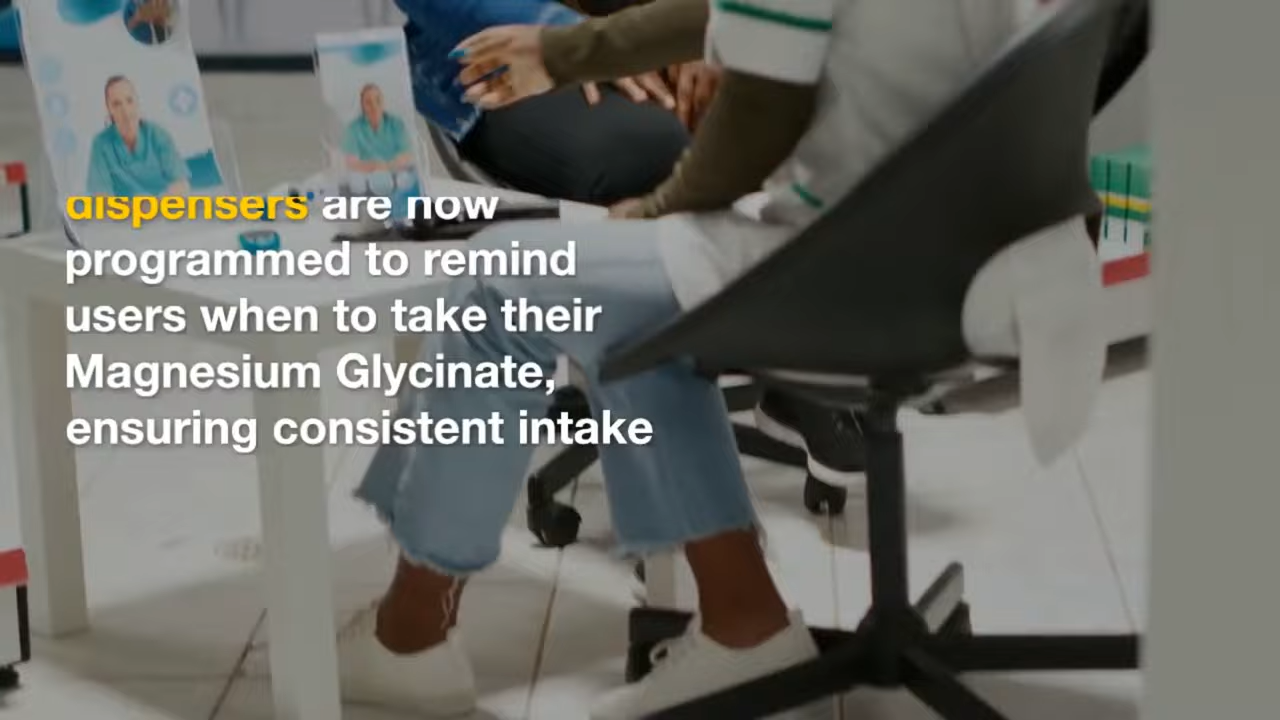 dispensers are now
programmed to remind
users when to take their
Magnesium Glycinate,
ensuring consistent intake